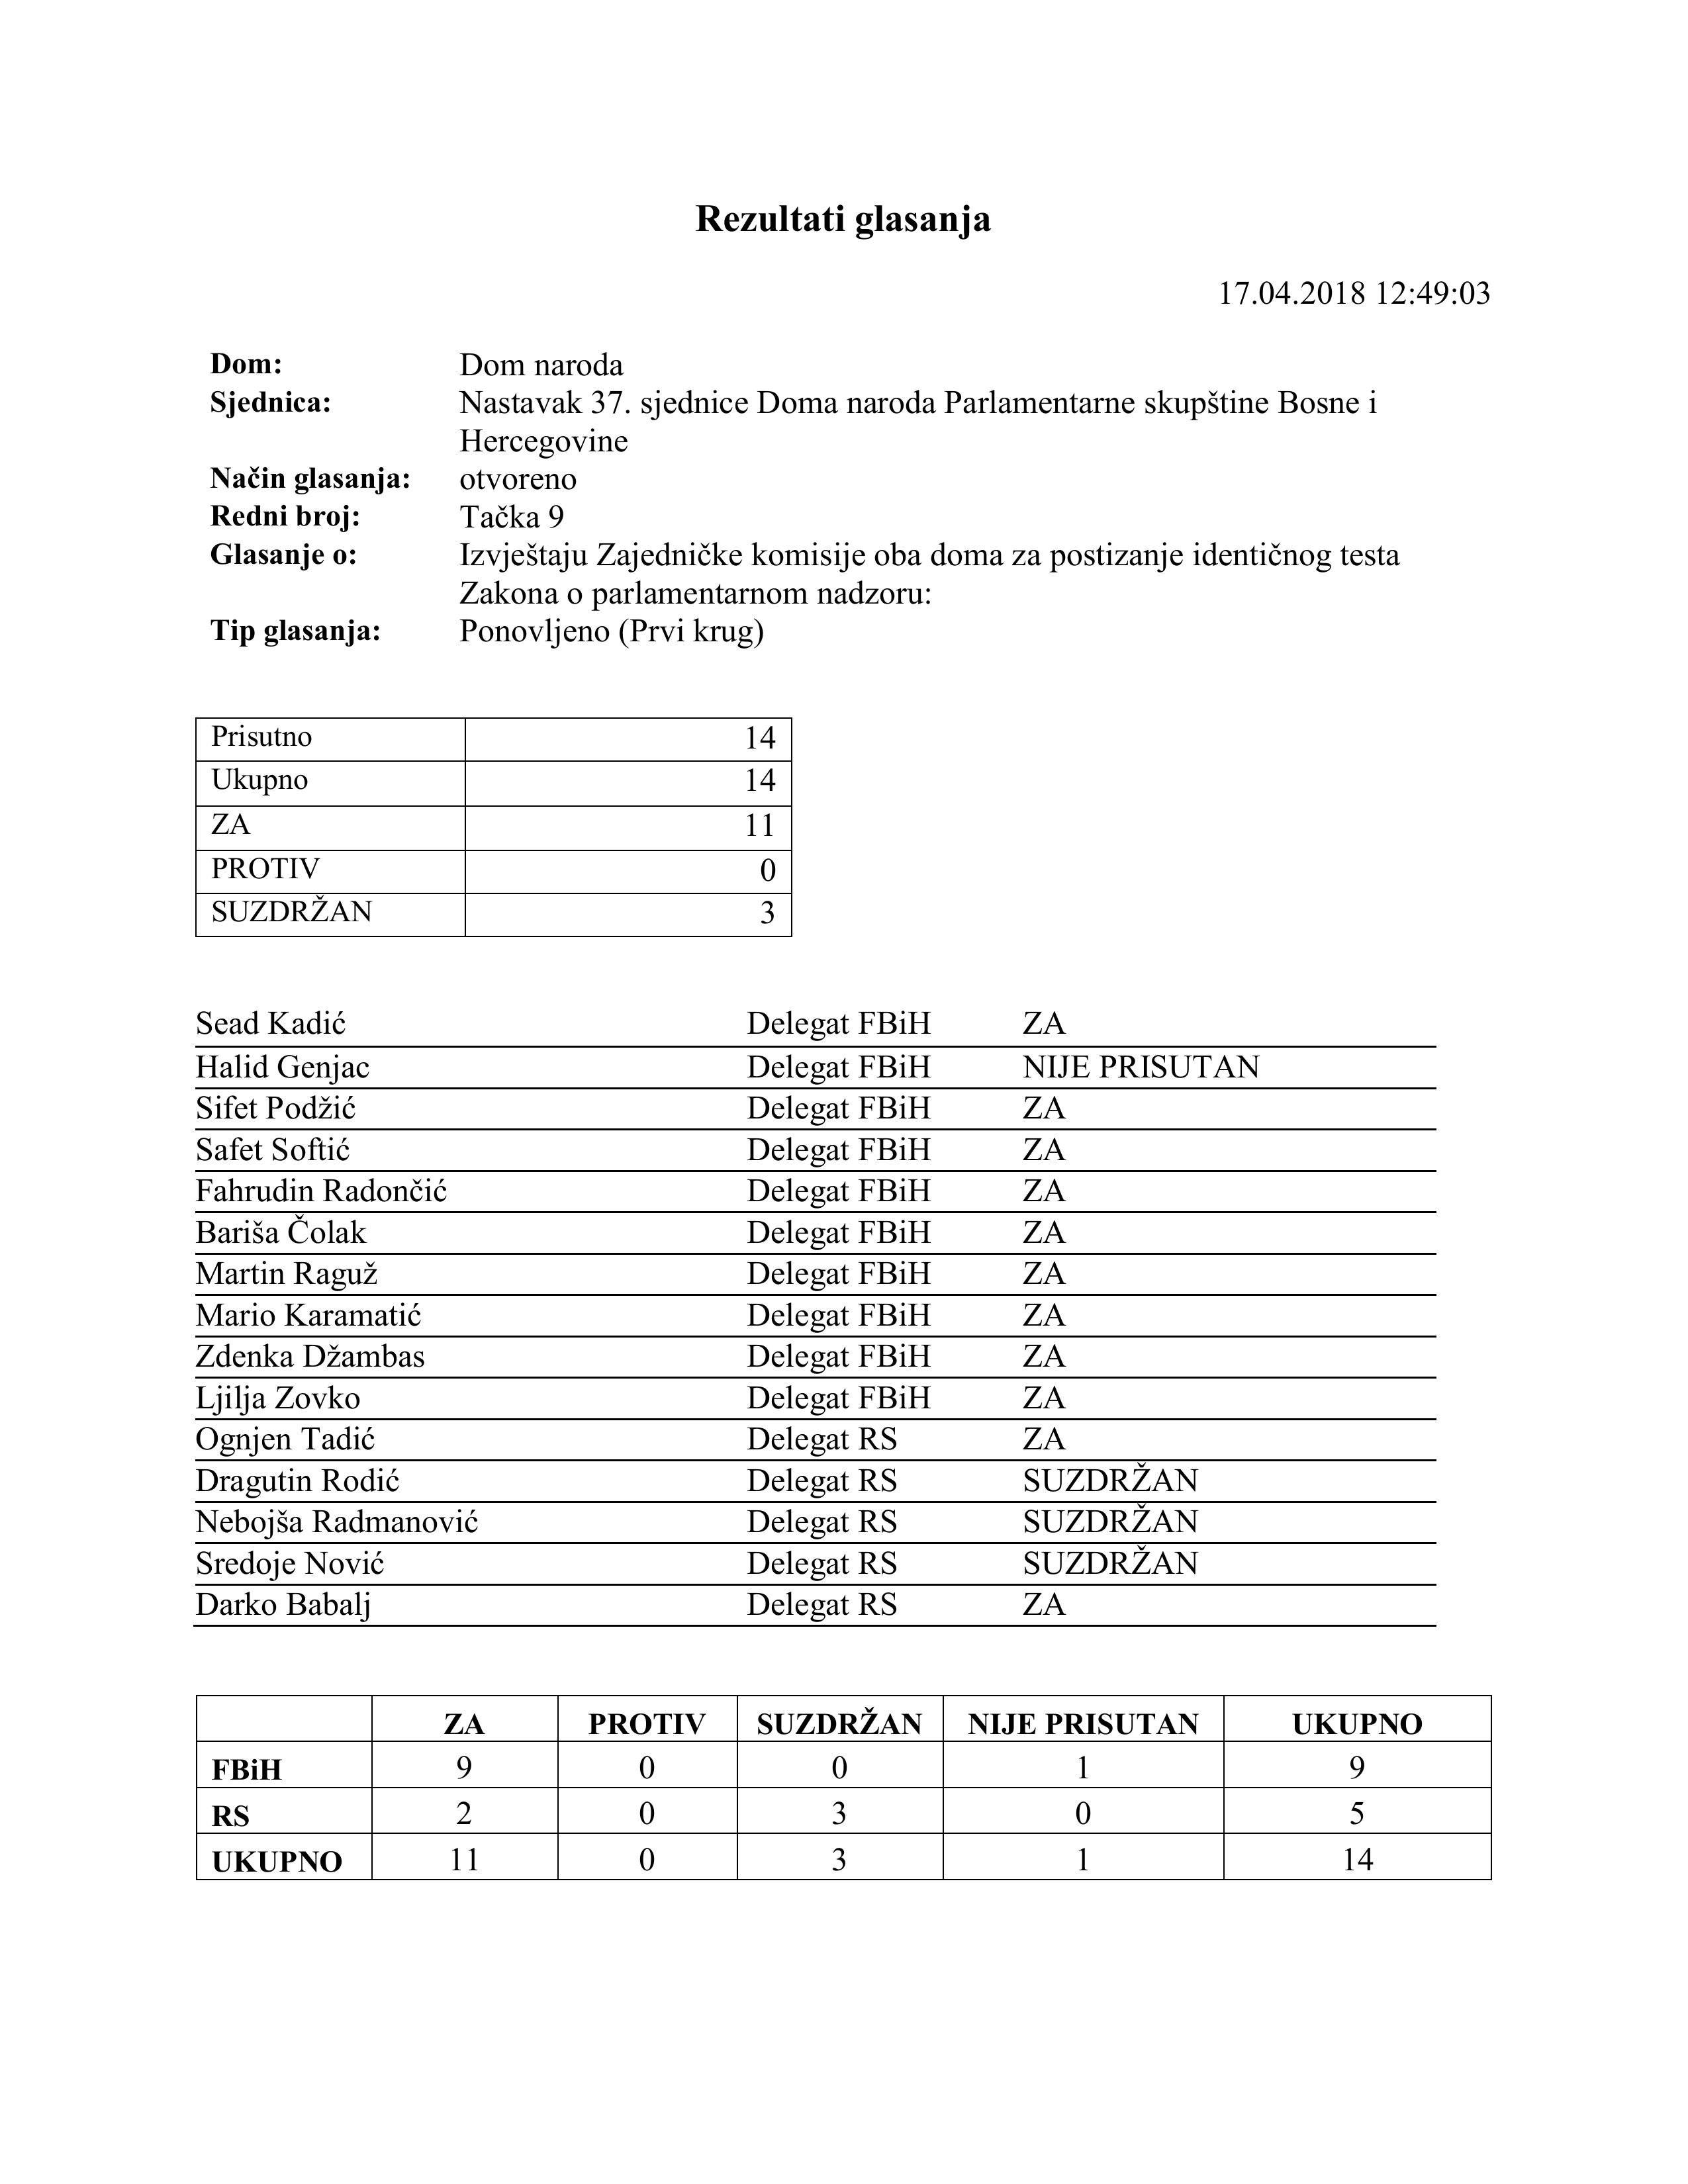 Rezultati glasanja
17.04.2018 12:49:03
Dom: Dom naroda
Sjednica: Nastavak 37. sjednice Doma naroda Parlamentarne skupštine Bosne i
Hercegovine
Način glasanja: otvoreno
Redni broj: Tačka 9
Glasanje o: Izvještaju Zajedničke komisije oba doma za postizanje identičnog testa
Zakona o parlamentarnom nadzoru:
Tip glasanja: Ponovljeno (Prvi krug)
Prisutno 14
Ukupno 14
ZA 11
PROTIV 0
SUZDRŽAN 3
Sead Kadić Delegat FBiH ZA
Halid Genjac Delegat FBiH NIJE PRISUTAN
Sifet Podžić Delegat FBiH ZA
Safet Softić Delegat FBiH ZA
Fahrudin Radončić Delegat FBiH ZA
Bariša Čolak Delegat FBiH ZA
Martin Raguž Delegat FBiH ZA
Mario Karamatić Delegat FBiH ZA
Zdenka Džambas Delegat FBiH ZA
Ljilja Zovko Delegat FBiH ZA
Ognjen Tadić Delegat RS ZA
Dragutin Rodić Delegat RS SUZDRŽAN
Nebojša Radmanović Delegat RS SUZDRŽAN
Sredoje Nović Delegat RS SUZDRŽAN
Darko Babalj Delegat RS ZA
ZA PROTIV SUZDRŽAN NIJE PRISUTAN UKUPNO
FBiH 9 0 0 1 9
RS 2 0 3 0 5
UKUPNO 11 0 3 1 14